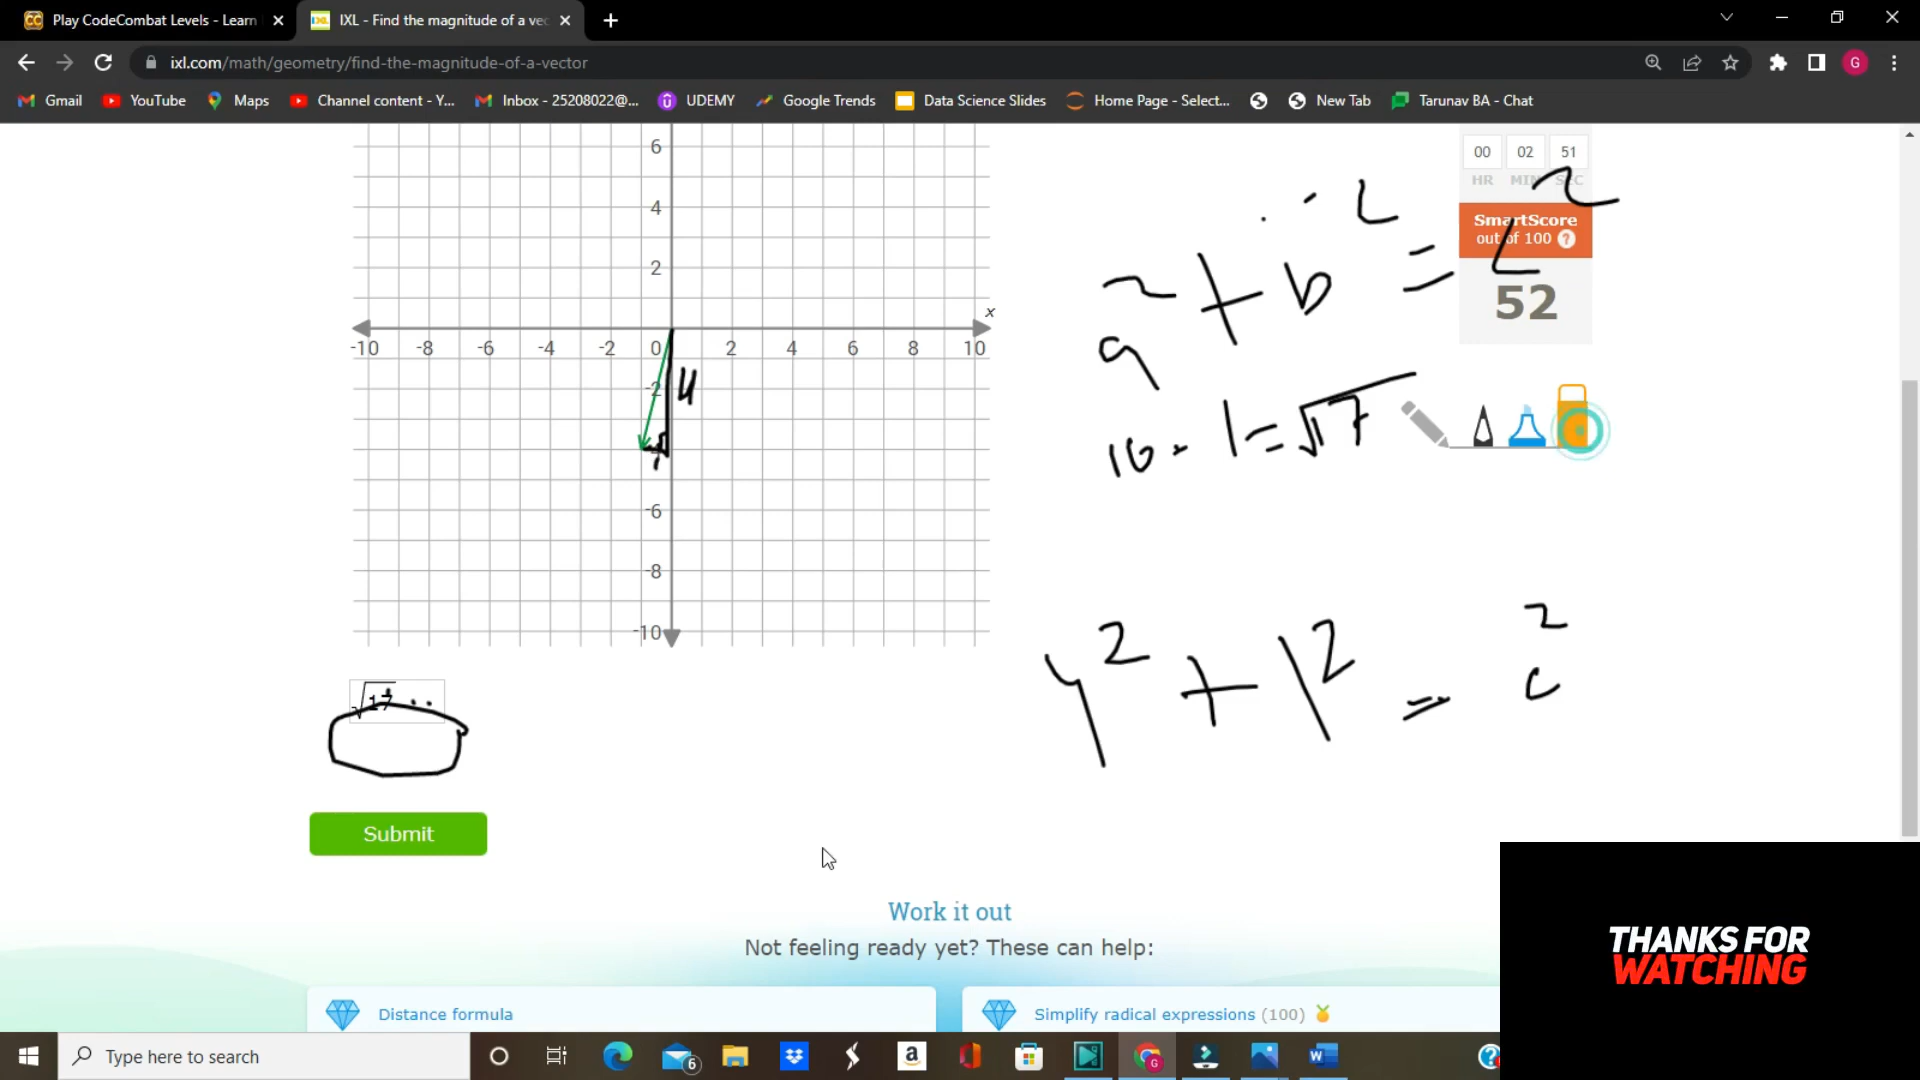 Play CodeCombat Levels - Learn
IXL - Find the magnitude of a vec
ixl.com/math/geometry/find-the-magnitude-of-a-vector
G
Gmail YouTube Maps Channel content - Y... Inbox - 25208022@... UDEMY Google Trends Data Science Slides Home Page - Select... New Tab Tarunav BA - Chat
00 02 51
HR MIN SEC
SmartScore
out of 100 ?
52
6
4
2
x
-10 -8 -6 -4 -2 0 2 4 6 8 10
-2
-6
-8
-10
4
1
a² + b² = c²
16 + 1 = √17
4² + 1² = c²
√17
Submit
Work it out
Not feeling ready yet? These can help:
Distance formula
Simplify radical expressions (100)
THANKS FOR
WATCHING
Type here to search
6